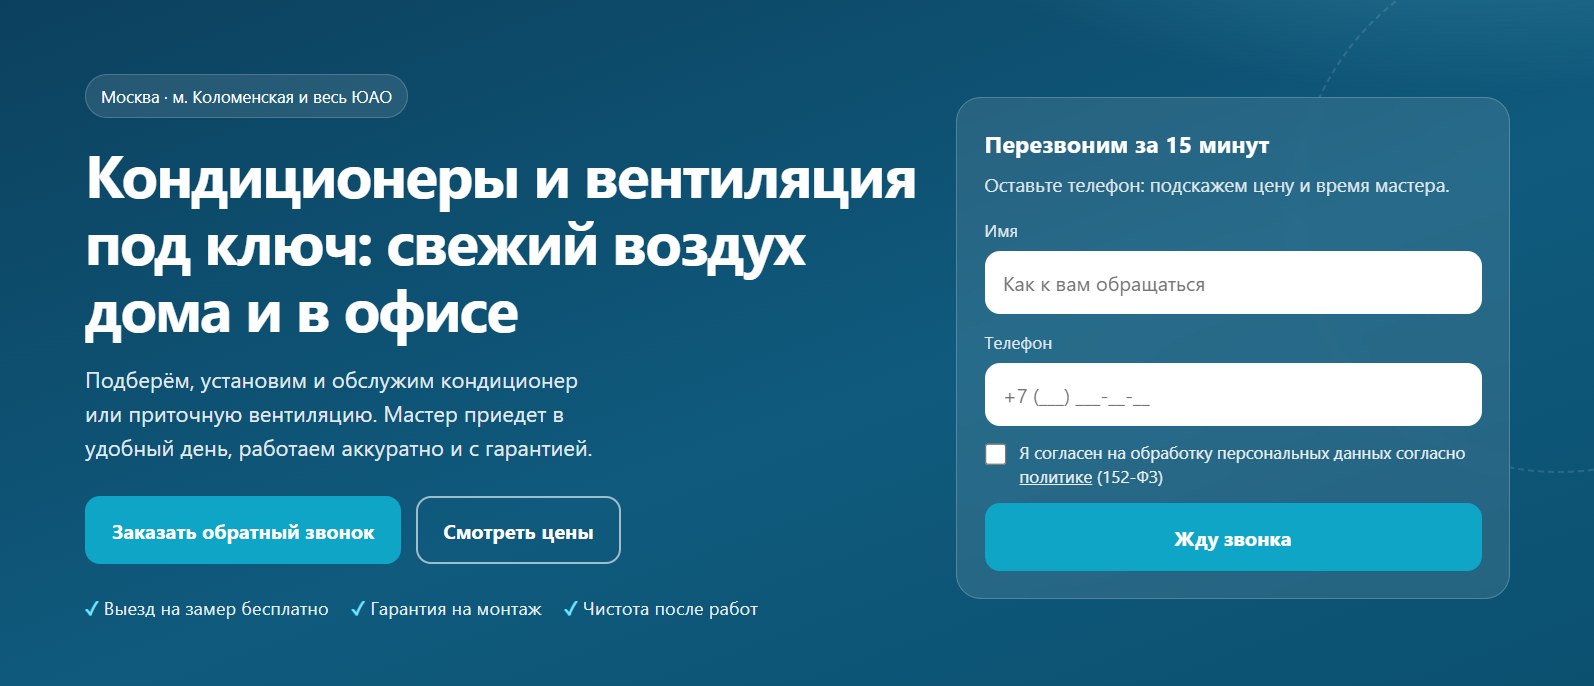 Москва · м. Коломенская и весь ЮАО
Кондиционеры и вентиляция
под ключ: свежий воздух
дома и в офисе
Подберём, установим и обслужим кондиционер
или приточную вентиляцию. Мастер приедет в
удобный день, работаем аккуратно и с гарантией.
Заказать обратный звонок
Смотреть цены
✓ Выезд на замер бесплатно ✓ Гарантия на монтаж ✓ Чистота после работ
Перезвоним за 15 минут
Оставьте телефон: подскажем цену и время мастера.
Имя
Как к вам обращаться
Телефон
+7 (___) ___-__-__
Я согласен на обработку персональных данных согласно
политике (152-ФЗ)
Жду звонка